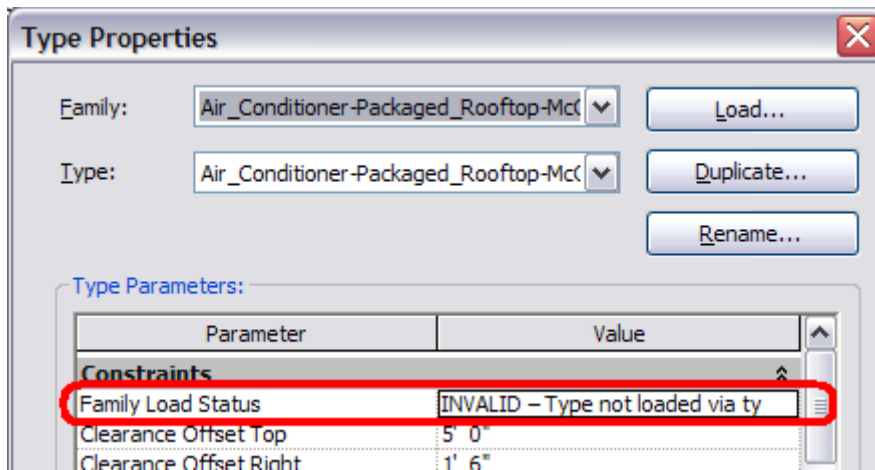 Type Properties
Family: Air_Conditioner-Packaged_Rooftop-McC Load...
Type: Air_Conditioner-Packaged_Rooftop-McC Duplicate...
Rename...
Type Parameters:
Parameter Value
Constraints
Family Load Status INVALID – Type not loaded via ty
Clearance Offset Top 5' 0"
Clearance Offset Right 1' 6"